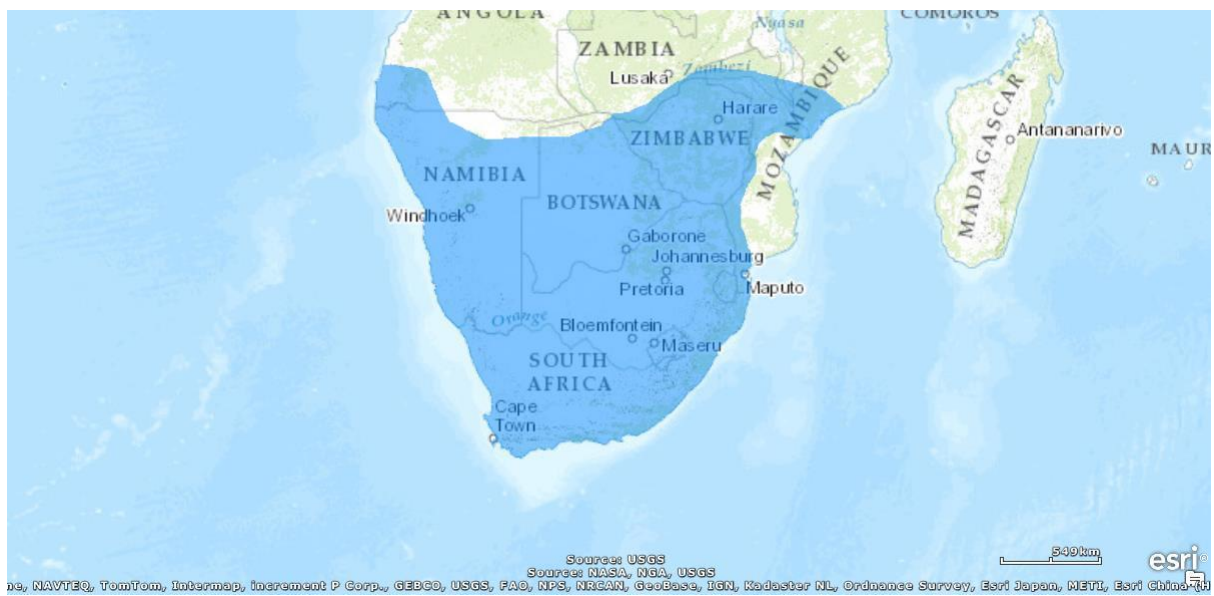 ANGOLA
COMOROS
Nyasa
ZAMBIA
Lusaka
Zambezi
MOZAMBIQUE
Harare
ZIMBABWE
Antananarivo
MADAGASCAR
MAUR
NAMIBIA
BOTSWANA
Windhoek
Gaborone
Johannesburg
Pretoria
Maputo
Orange
Bloemfontein
Maseru
SOUTH
AFRICA
Cape
Town
549km
esri
Source: USGS
Source: NASA, NGA, USGS
ne, NAVTEQ, TomTom, Intermap, increment P Corp., GEBCO, USGS, FAO, NPS, NRCAN, GeoBase, IGN, Kadaster NL, Ordnance Survey, Esri Japan, METI, Esri China (H